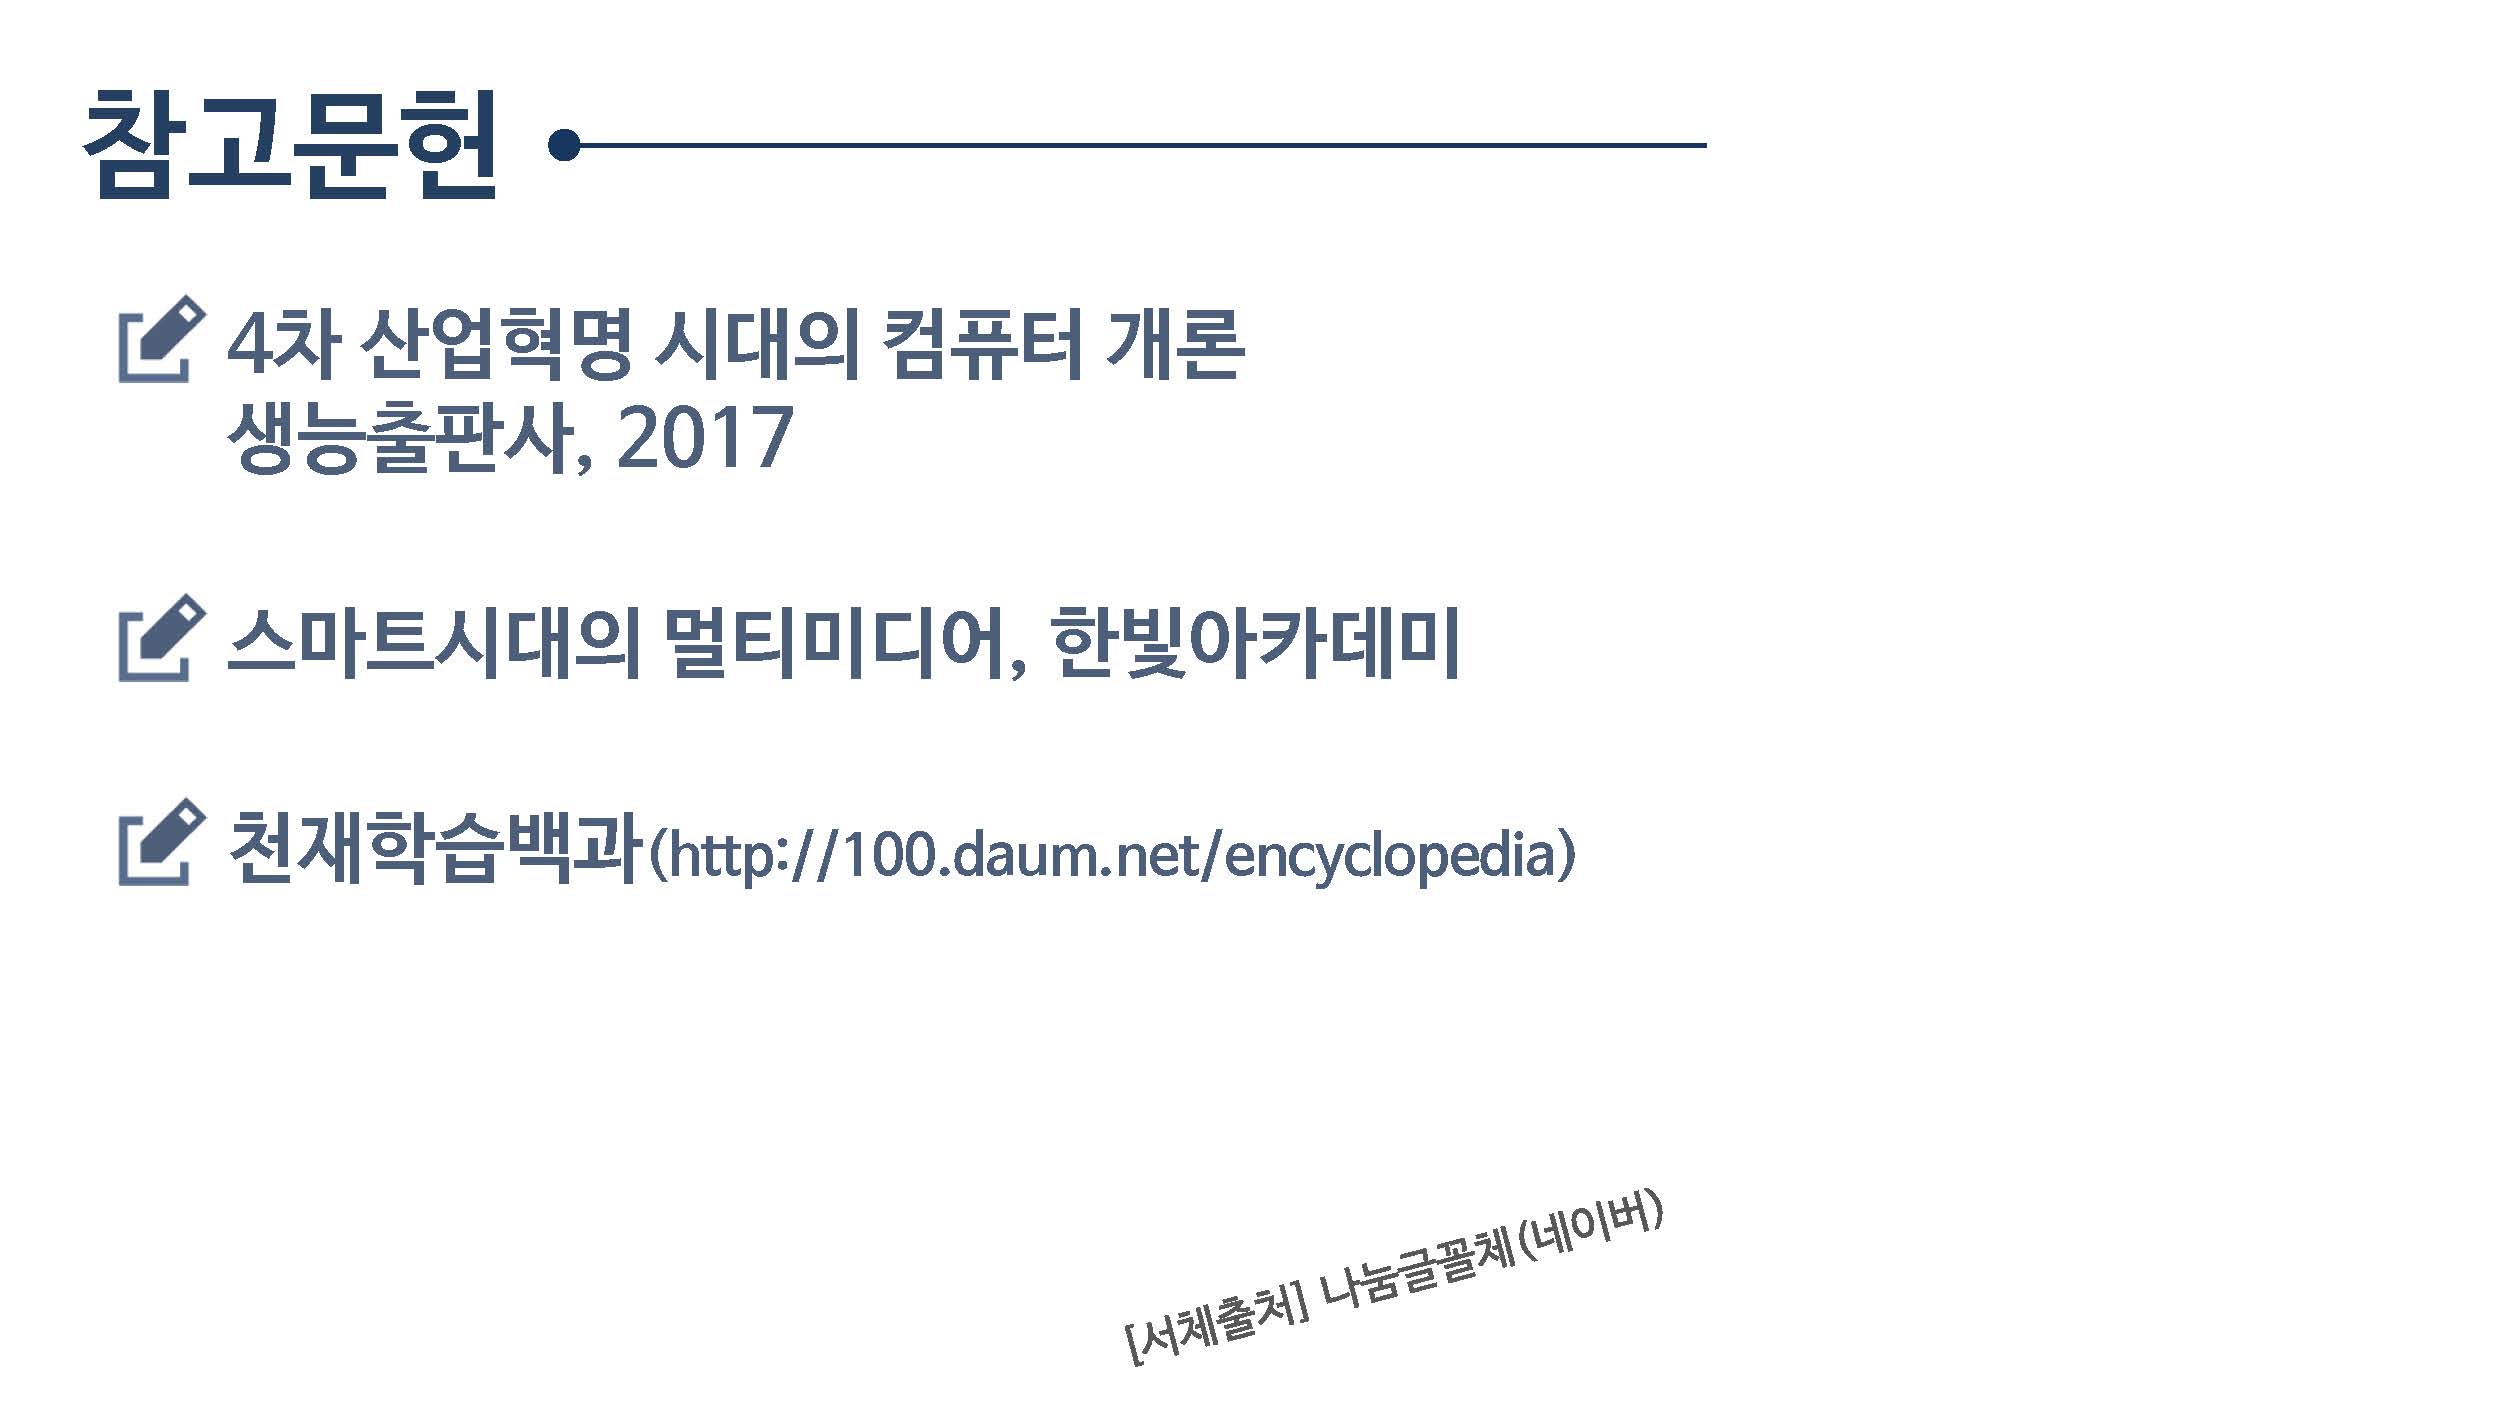 참고문헌
4차 산업혁명 시대의 컴퓨터 개론
생능출판사, 2017
스마트시대의 멀티미디어, 한빛아카데미
천재학습백과(http://100.daum.net/encyclopedia)
[서체출처] 나눔글꼴체(네이버)